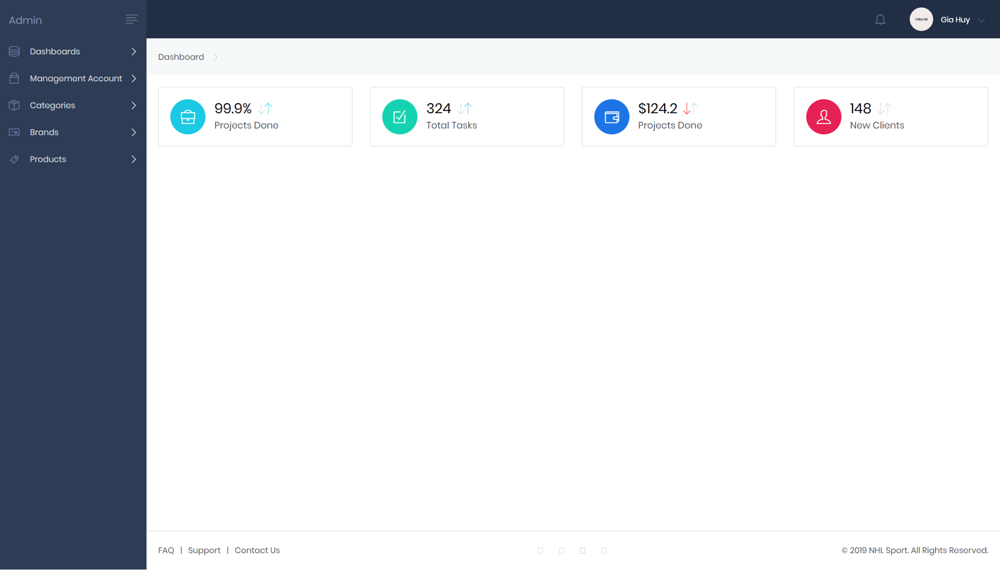 Admin
130x130
Gia Huy
Dashboards
Management Account
Categories
Brands
Products
Dashboard
99.9%
Projects Done
324
Total Tasks
$124.2
Projects Done
148
New Clients
FAQ | Support | Contact Us
© 2019 NHL Sport. All Rights Reserved.